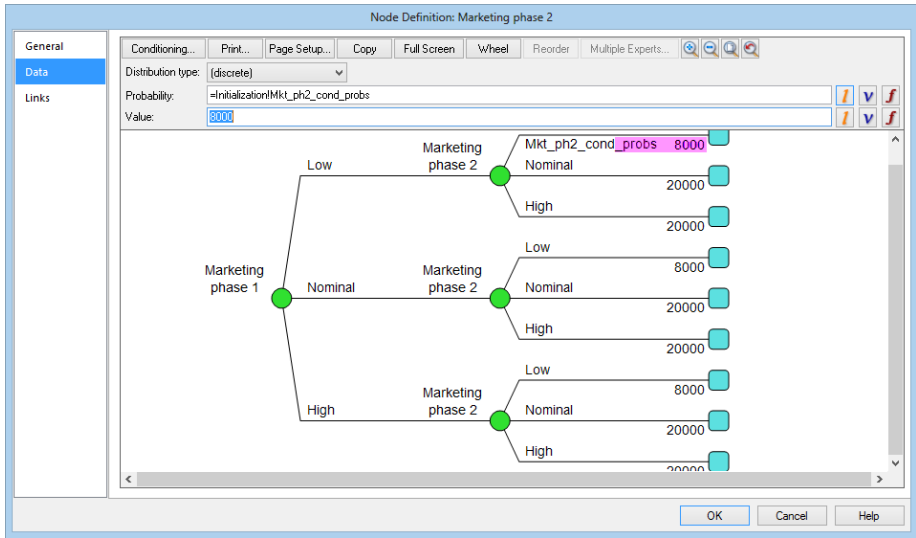 Node Definition: Marketing phase 2
General
Data
Links
Conditioning... Print... Page Setup... Copy Full Screen Wheel Reorder Multiple Experts...
Distribution type: (discrete)
Probability: =Initialization!Mkt_ph2_cond_probs l v f
Value: 8000 l v f
Mkt_ph2_cond_probs 8000
Marketing
phase 2
Low
Nominal
20000
High
20000
Low
8000
Marketing
phase 1
Marketing
phase 2
Nominal
Nominal
20000
High
20000
Low
8000
Marketing
phase 2
High
Nominal
20000
High
20000
OK Cancel Help